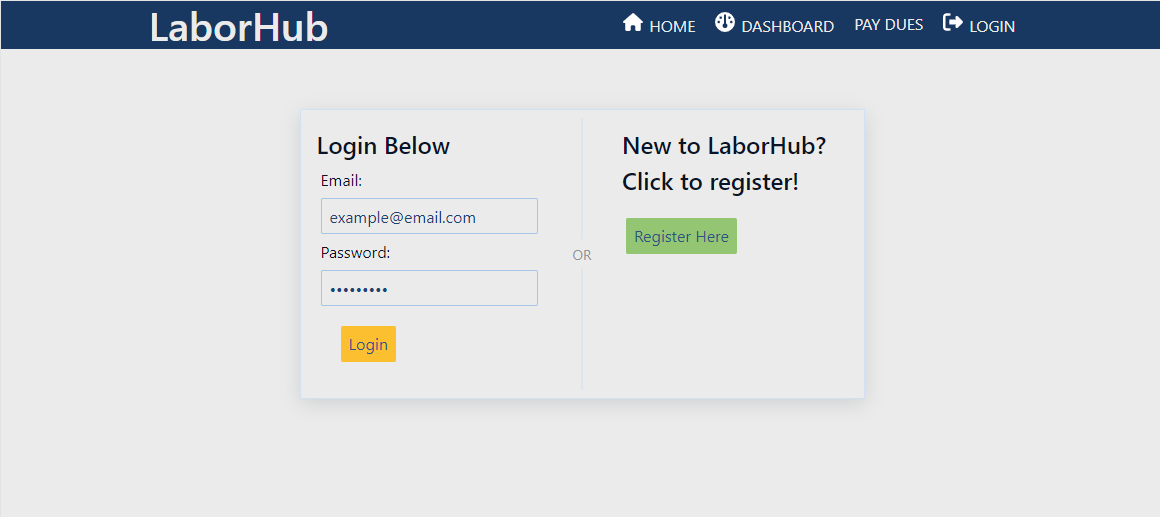 LaborHub
HOME DASHBOARD PAY DUES LOGIN
Login Below
Email:
example@email.com
Password:
•••••••••
Login
OR
New to LaborHub?
Click to register!
Register Here